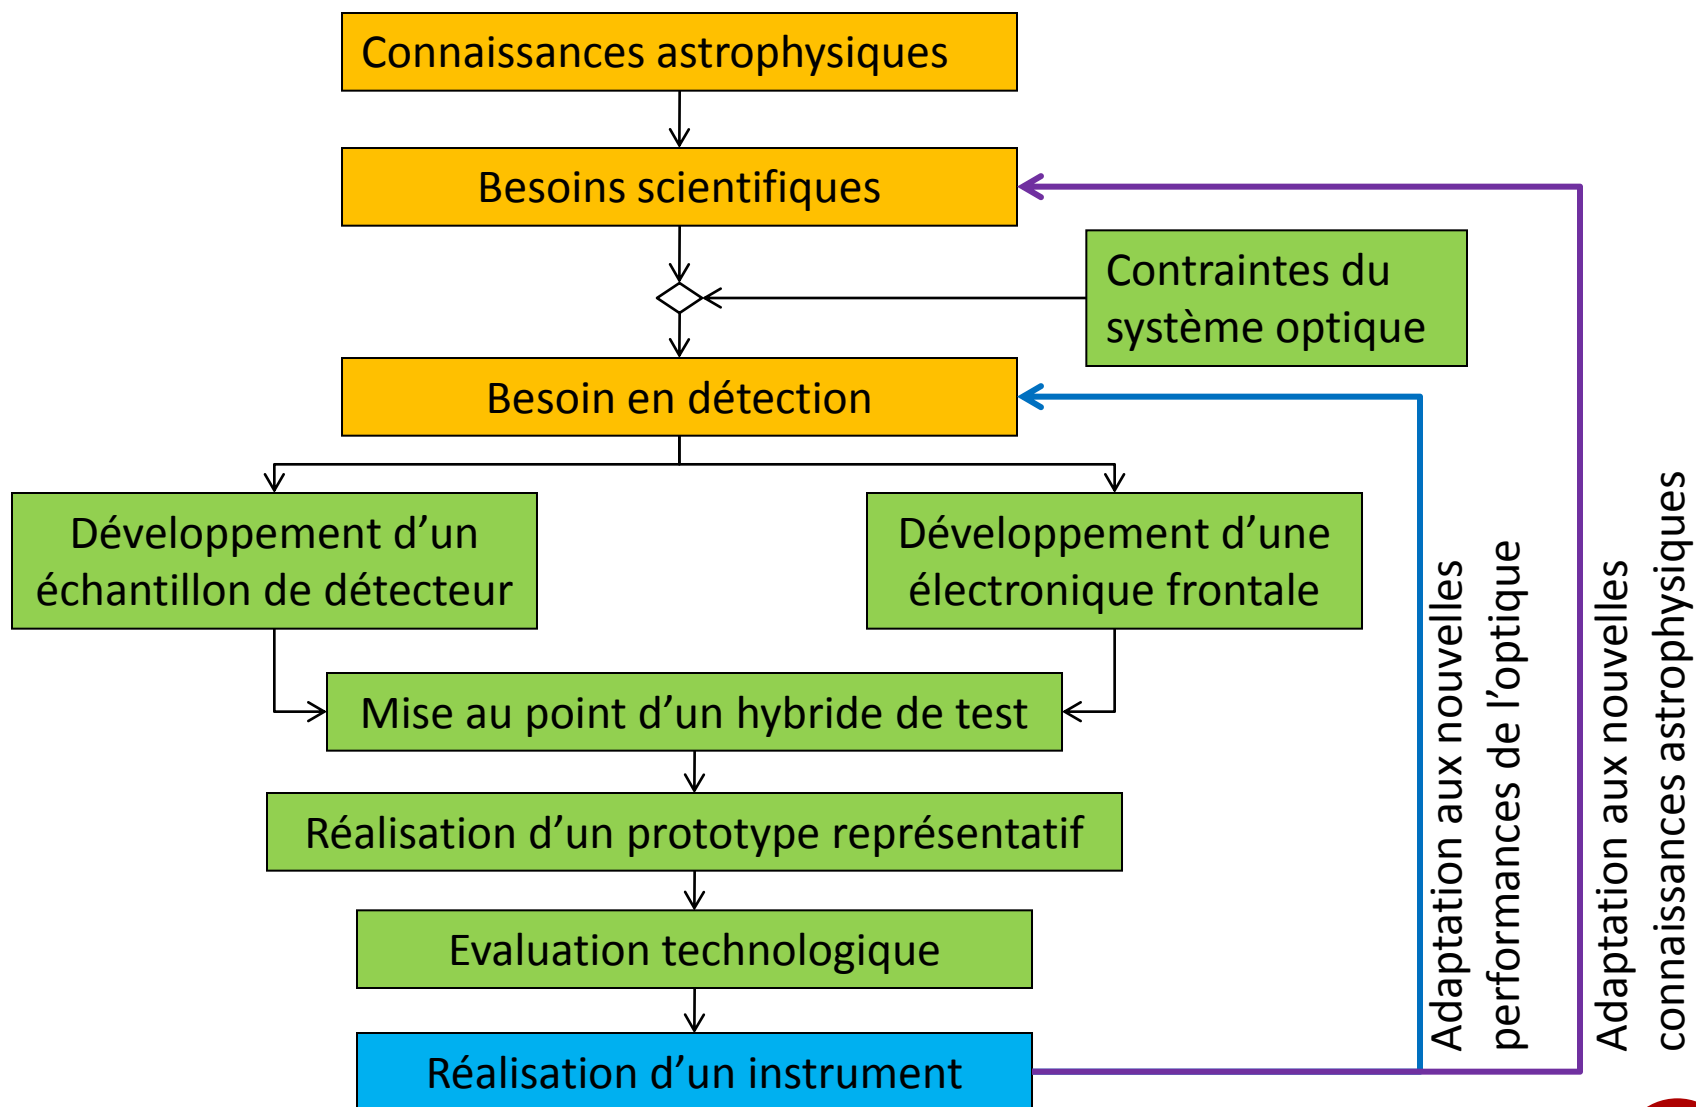 Connaissances astrophysiques
Besoins scientifiques
Contraintes du
système optique
Besoin en détection
Développement d’un
échantillon de détecteur
Développement d’une
électronique frontale
Mise au point d’un hybride de test
Réalisation d’un prototype représentatif
Evaluation technologique
Réalisation d’un instrument
Adaptation aux nouvelles
performances de l’optique
Adaptation aux nouvelles
connaissances astrophysiques